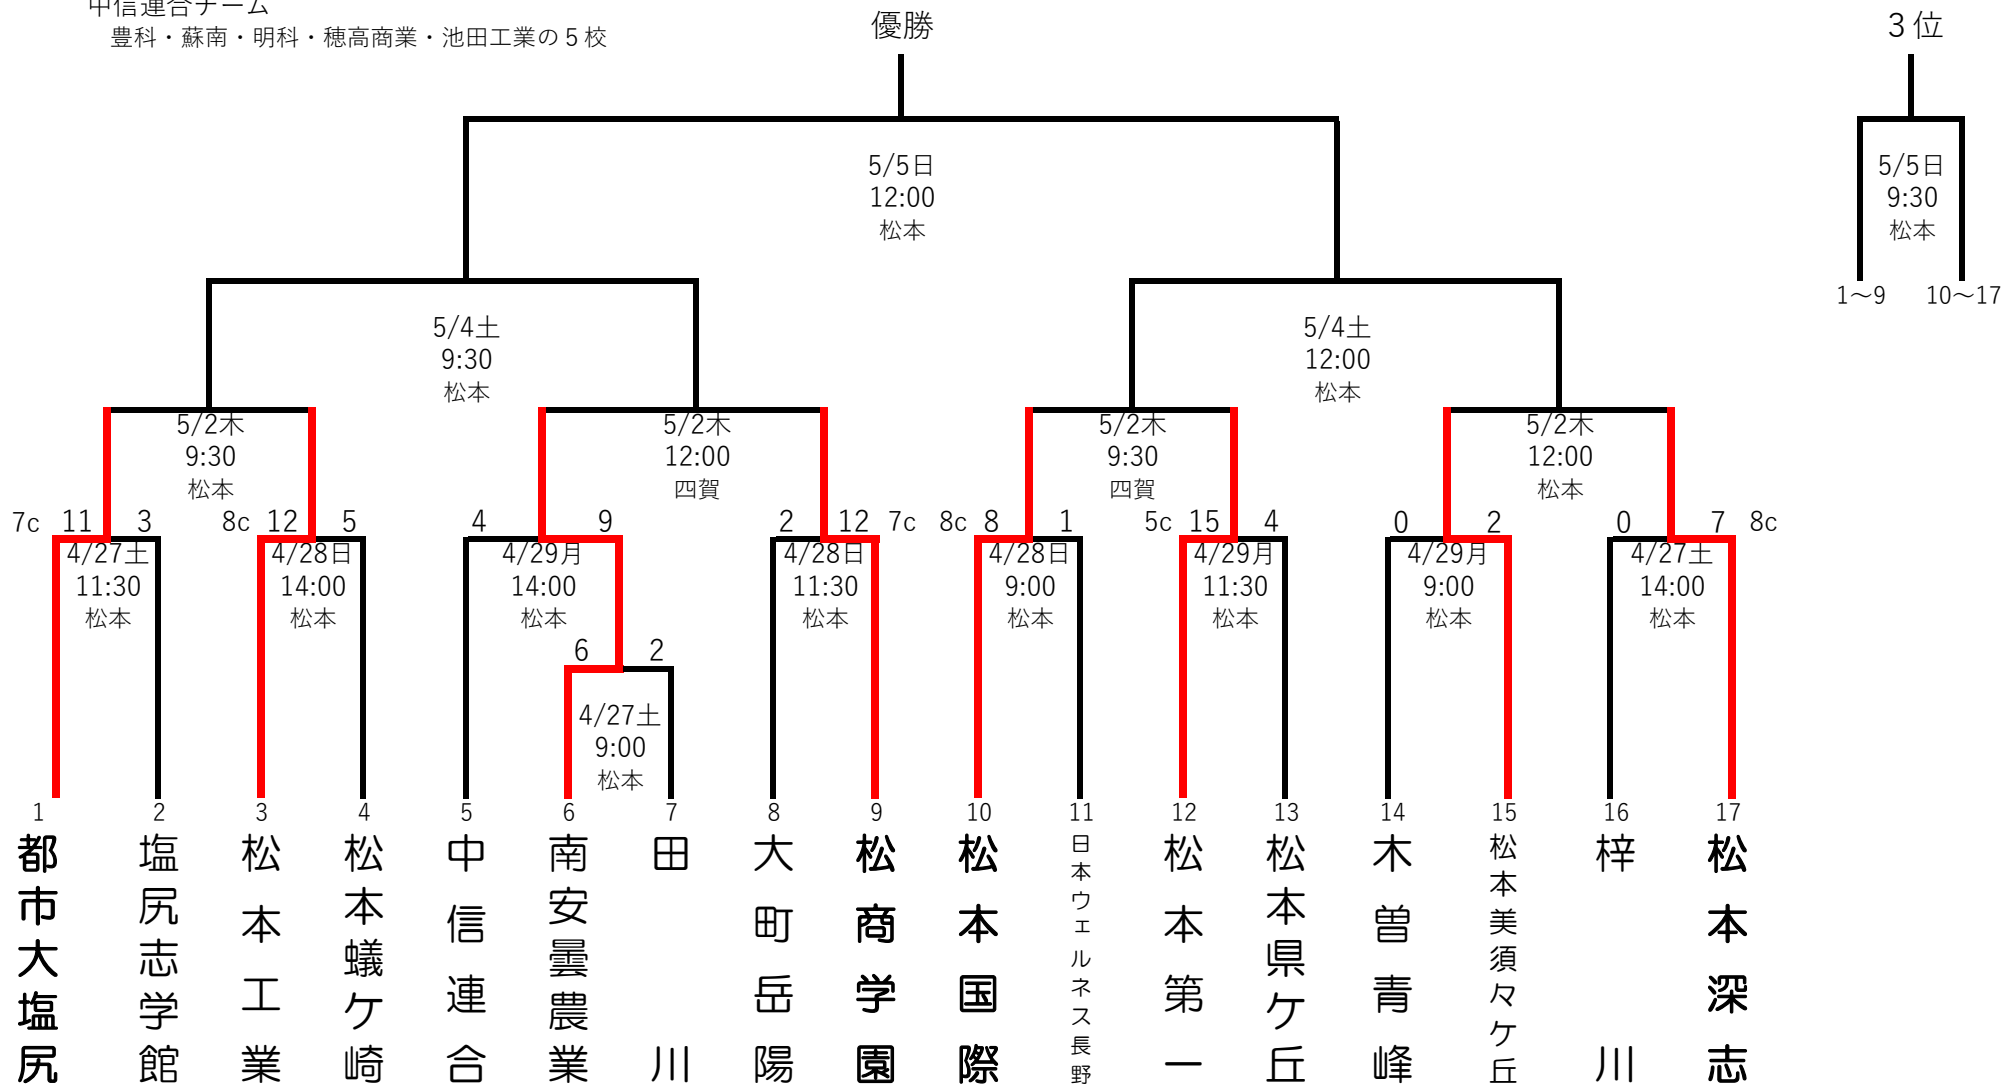 中信連合チーム
豊科・蘇南・明科・穂高商業・池田工業の5校
優勝
3位
5/5日
12:00
松本
5/5日
9:30
松本
1～9
10～17
5/4土
9:30
松本
5/4土
12:00
松本
5/2木
9:30
松本
5/2木
12:00
四賀
5/2木
9:30
四賀
5/2木
12:00
松本
7c 11 3
8c 12 5
4 9
2 12 7c
8c 8 1
5c 15 4
0 2
0 7 8c
4/27土
11:30
松本
4/28日
14:00
松本
4/29月
14:00
松本
4/28日
11:30
松本
4/28日
9:00
松本
4/29月
11:30
松本
4/29月
9:00
松本
4/27土
14:00
松本
6 2
4/27土
9:00
松本
1
都市大塩尻
2
塩尻志学館
3
松本工業
4
松本蟻ケ崎
5
中信連合
6
南安曇農業
7
田川
8
大町岳陽
9
松商学園
10
松本国際
11
日本ウェルネス長野
12
松本第一
13
松本県ケ丘
14
木曽青峰
15
松本美須々ケ丘
16
梓川
17
松本深志